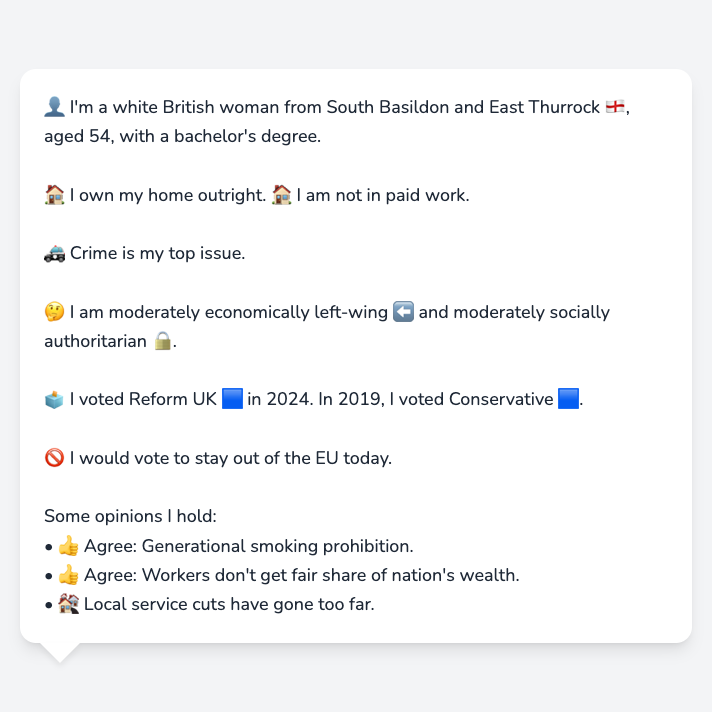 👤 I'm a white British woman from South Basildon and East Thurrock 🏴󠁧󠁢󠁥󠁮󠁧󠁿,
aged 54, with a bachelor's degree.
🏠 I own my home outright. 🏠 I am not in paid work.
🚓 Crime is my top issue.
🤔 I am moderately economically left-wing ⬅️ and moderately socially
authoritarian 🔒.
🗳️ I voted Reform UK 🟦 in 2024. In 2019, I voted Conservative 🟦.
🚫 I would vote to stay out of the EU today.
Some opinions I hold:
• 👍 Agree: Generational smoking prohibition.
• 👍 Agree: Workers don't get fair share of nation's wealth.
• 🏚️ Local service cuts have gone too far.